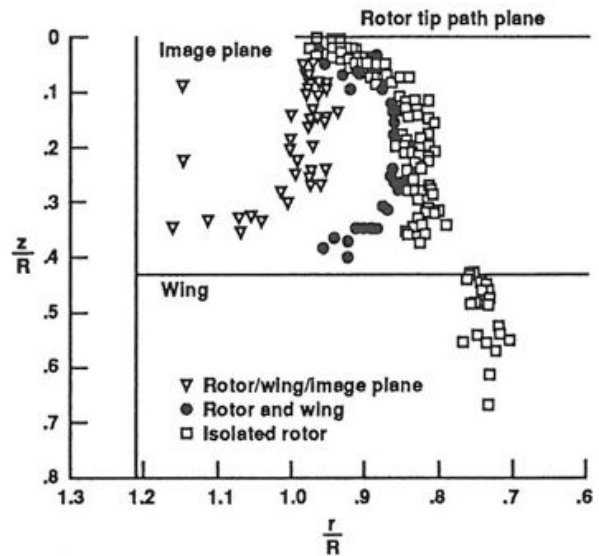 Rotor tip path plane
Image plane
0
.1
.2
.3
z
R
.4
Wing
.5
.6
Rotor/wing/image plane
Rotor and wing
.7
Isolated rotor
.8
1.3 1.2 1.1 1.0 .9 .8 .7 .6
r
R